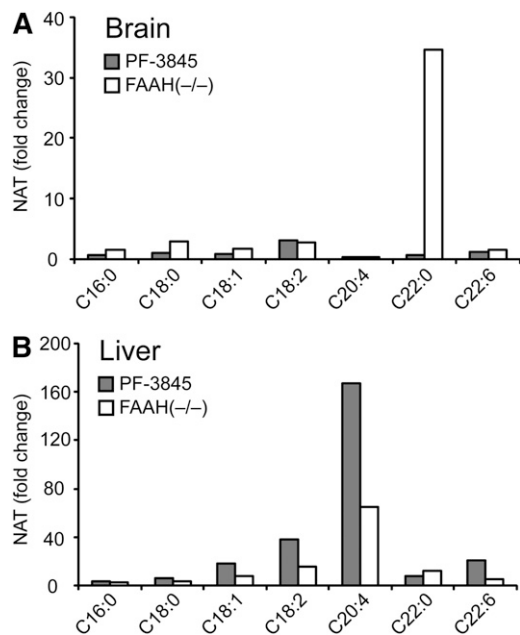 A
Brain
PF-3845
FAAH(–/–)
NAT (fold change)
40
30
20
10
0
C16:0
C18:0
C18:1
C18:2
C20:4
C22:0
C22:6
B
Liver
PF-3845
FAAH(–/–)
NAT (fold change)
200
160
120
80
40
0
C16:0
C18:0
C18:1
C18:2
C20:4
C22:0
C22:6